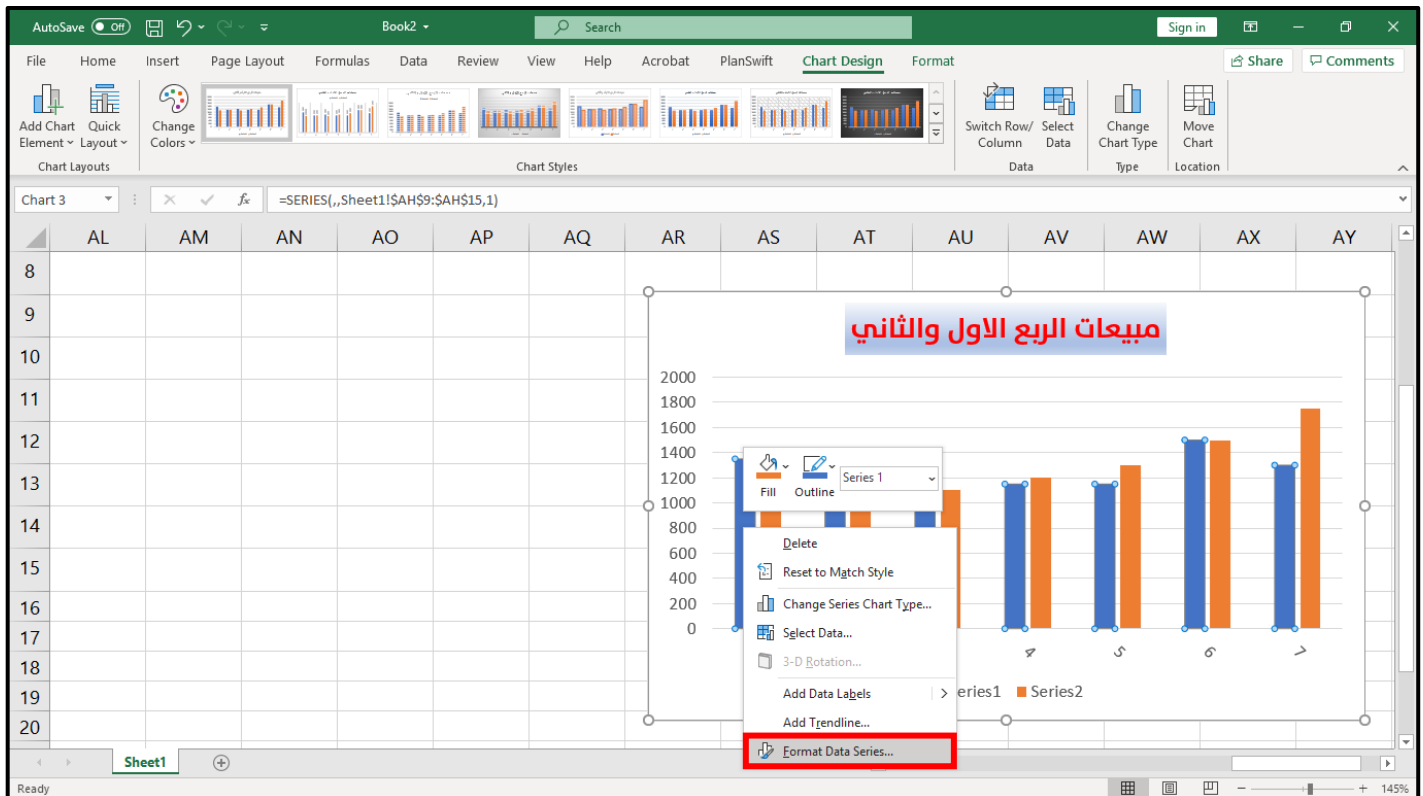 AutoSave Off Book2 Search Sign in
File Home Insert Page Layout Formulas Data Review View Help Acrobat PlanSwift Chart Design Format Share Comments
Add Chart Element Quick Layout Change Colors Switch Row/ Column Select Data Change Chart Type Move Chart
Chart Layouts Chart Styles Data Type Location
Chart 3 fx =SERIES(,,Sheet1!$AH$9:$AH$15,1)
AL AM AN AO AP AQ AR AS AT AU AV AW AX AY
8
9
10
11
12
13
14
15
16
17
18
19
20
مبيعات الربع الاول والثاني
2000
1800
1600
1400
1200
1000
800
600
400
200
0
4 5 6 7
eries1 Series2
Fill Outline Series 1
Delete
Reset to Match Style
Change Series Chart Type...
Select Data...
3-D Rotation...
Add Data Labels
Add Trendline...
Format Data Series...
Sheet1
Ready 145%